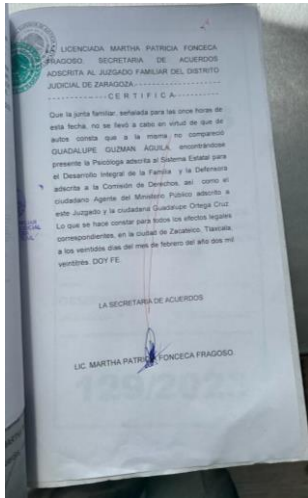 LICENCIADA MARTHA PATRICIA FONCECA
FRAGOSO. SECRETARIA DE ACUERDOS
ADSCRITA AL JUZGADO FAMILIAR DEL DISTRITO
JUDICIAL DE ZARAGOZA.- - - - - - - - - - - - - - -
- - - - - - - - - - - - - C E R T I F I C A- - - - - - - - - - -
Que la junta familiar, señalada para las once horas de
esta fecha, no se llevó a cabo en virtud de que de
autos consta que a la misma no compareció
GUADALUPE GUZMAN AGUILA, encontrándose
presente la Psicóloga adscrita al Sistema Estatal para
el Desarrollo Integral de la Familia y la Defensora
adscrita a la Comisión de Derechos, así como el
ciudadano Agente del Ministerio Público adscrito a
este Juzgado y la ciudadana Guadalupe Ortega Cruz.
Lo que se hace constar para todos los efectos legales
correspondientes, en la ciudad de Zacatelco, Tlaxcala,
a los veintidós días del mes de febrero del año dos mil
veintitrés. DOY FE.
LA SECRETARIA DE ACUERDOS
LIC. MARTHA PATRICIA FONCECA FRAGOSO.